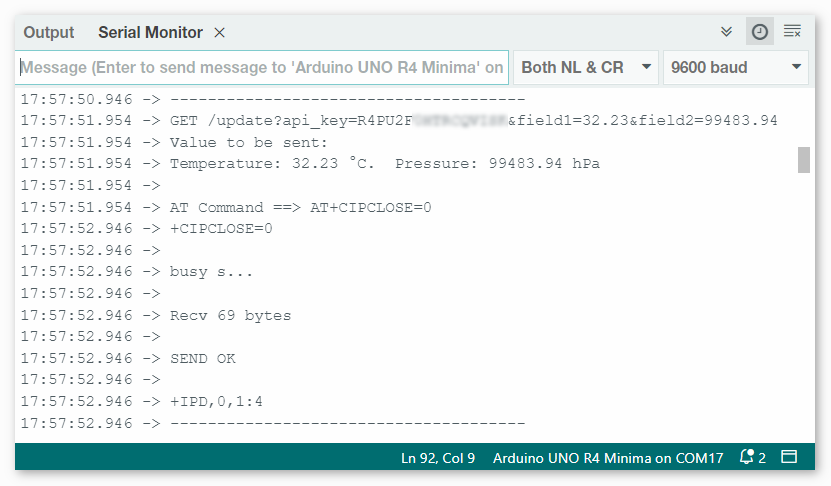 Output Serial Monitor
Message (Enter to send message to 'Arduino UNO R4 Minima' on Both NL & CR 9600 baud
17:57:50.946 -> --------------------------------------
17:57:51.954 -> GET /update?api_key=R4PU2F &field1=32.23&field2=99483.94
17:57:51.954 -> Value to be sent:
17:57:51.954 -> Temperature: 32.23 °C.  Pressure: 99483.94 hPa
17:57:51.954 ->
17:57:51.954 -> AT Command ==> AT+CIPCLOSE=0
17:57:52.946 -> +CIPCLOSE=0
17:57:52.946 ->
17:57:52.946 -> busy s...
17:57:52.946 ->
17:57:52.946 -> Recv 69 bytes
17:57:52.946 ->
17:57:52.946 -> SEND OK
17:57:52.946 ->
17:57:52.946 -> +IPD,0,1:4
17:57:52.946 -> --------------------------------------
Ln 92, Col 9 Arduino UNO R4 Minima on COM17 2